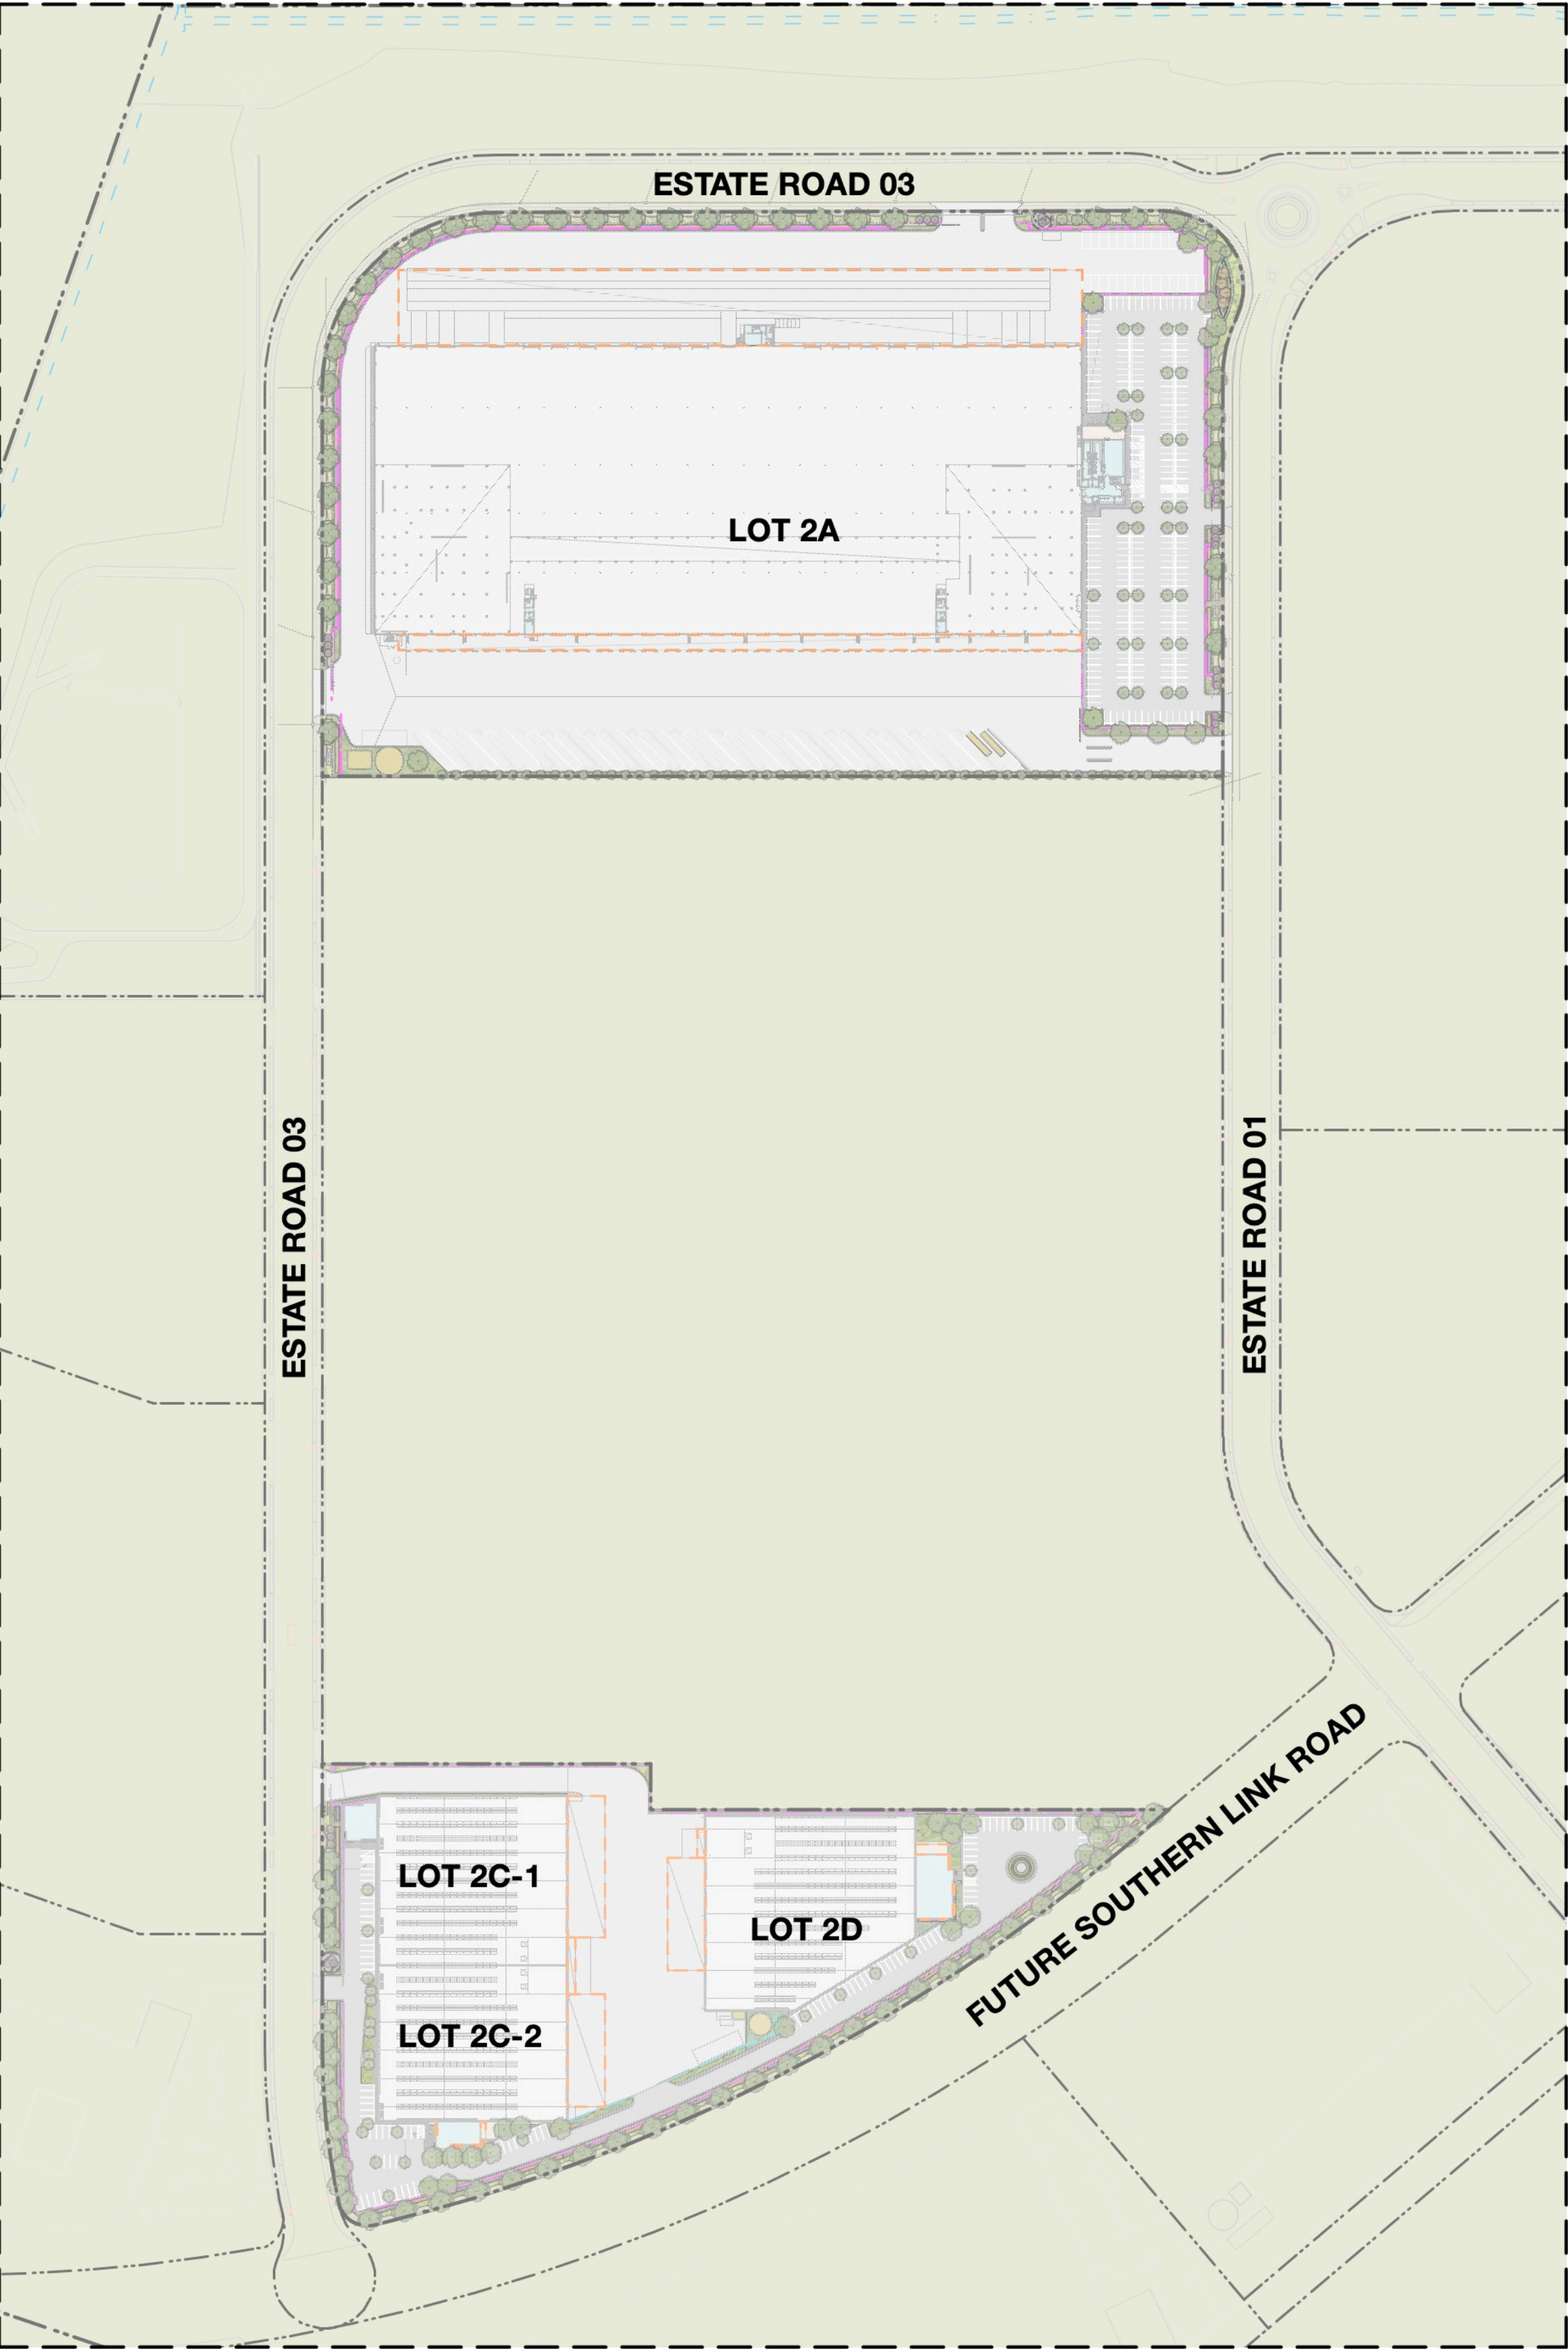 ESTATE ROAD 03
LOT 2A
ESTATE ROAD 03
ESTATE ROAD 01
FUTURE SOUTHERN LINK ROAD
LOT 2C-1
LOT 2D
LOT 2C-2